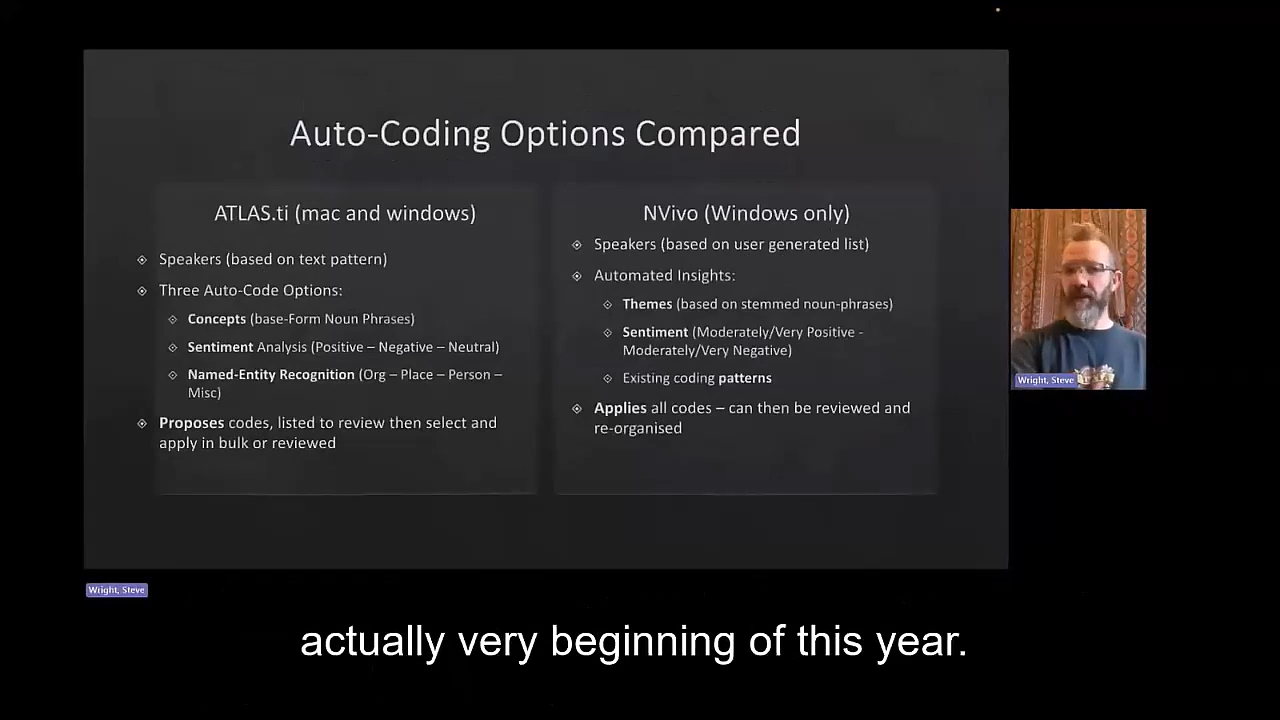 Auto-Coding Options Compared
ATLAS.ti (mac and windows)
Speakers (based on text pattern)
Three Auto-Code Options:
Concepts (base-Form Noun Phrases)
Sentiment Analysis (Positive – Negative – Neutral)
Named-Entity Recognition (Org – Place – Person –
Misc)
Proposes codes, listed to review then select and
apply in bulk or reviewed
NVivo (Windows only)
Speakers (based on user generated list)
Automated Insights:
Themes (based on stemmed noun-phrases)
Sentiment (Moderately/Very Positive -
Moderately/Very Negative)
Existing coding patterns
Applies all codes – can then be reviewed and
re-organised
Wright, Steve
Wright, Steve
actually very beginning of this year.